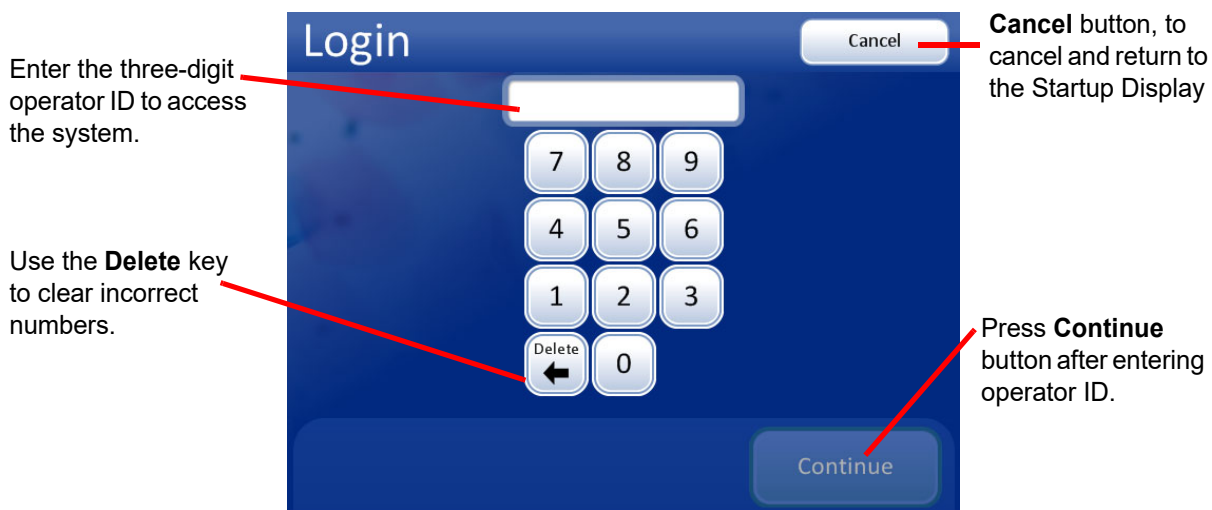 Login
Cancel
Cancel button, to
cancel and return to
the Startup Display
Enter the three-digit
operator ID to access
the system.
7 8 9
4 5 6
Use the Delete key
to clear incorrect
numbers.
1 2 3
Delete
0
Press Continue
button after entering
operator ID.
Continue